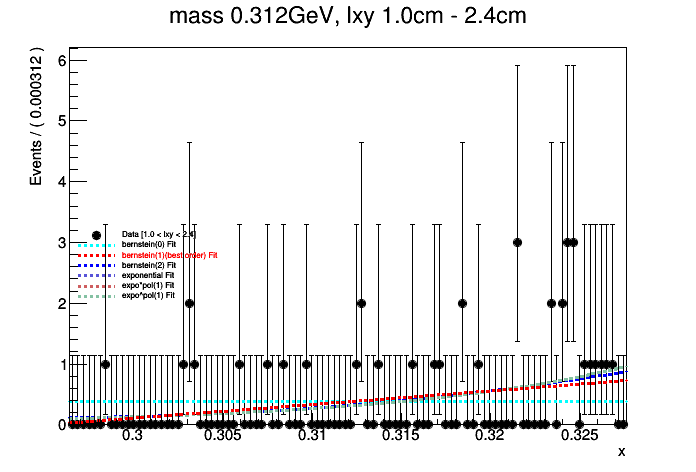 mass 0.312GeV, lxy 1.0cm - 2.4cm
Events / ( 0.000312 )
6
5
4
3
2
1
0
Data [1.0 < lxy < 2.4]
bernstein(0) Fit
bernstein(1)(best order) Fit
bernstein(2) Fit
exponential Fit
expo*pol(1) Fit
expo^pol(1) Fit
0.3 0.305 0.31 0.315 0.32 0.325
x